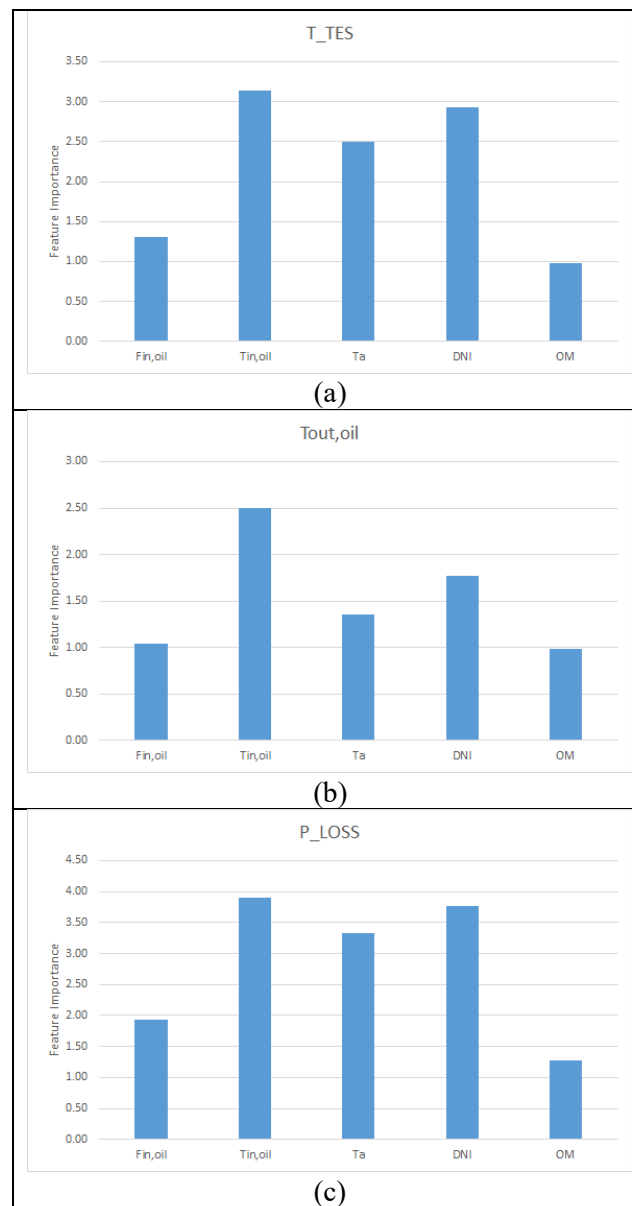 T_TES
Feature Importance
3.50
3.00
2.50
2.00
1.50
1.00
0.50
0.00
Fin,oil Tin,oil Ta DNI OM
(a)
Tout,oil
Feature Importance
3.00
2.50
2.00
1.50
1.00
0.50
0.00
Fin,oil Tin,oil Ta DNI OM
(b)
P_LOSS
Feature Importance
4.50
4.00
3.50
3.00
2.50
2.00
1.50
1.00
0.50
0.00
Fin,oil Tin,oil Ta DNI OM
(c)